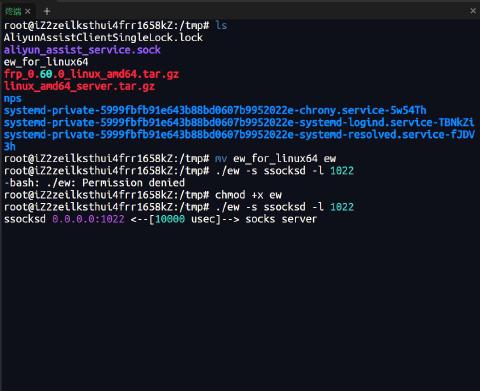 终端 × +
root@iZ2zeilksthui4frr1658kZ:/tmp# ls
AliyunAssistClientSingleLock.lock
aliyun_assist_service.sock
ew_for_linux64
frp_0.60.0_linux_amd64.tar.gz
linux_amd64_server.tar.gz
nps
systemd-private-5999fbfb91e643b88bd0607b9952022e-chrony.service-5w54Th
systemd-private-5999fbfb91e643b88bd0607b9952022e-systemd-logind.service-TBNkZi
systemd-private-5999fbfb91e643b88bd0607b9952022e-systemd-resolved.service-fJDV
3h
root@iZ2zeilksthui4frr1658kZ:/tmp# mv ew_for_linux64 ew
root@iZ2zeilksthui4frr1658kZ:/tmp# ./ew -s ssocksd -l 1022
-bash: ./ew: Permission denied
root@iZ2zeilksthui4frr1658kZ:/tmp# chmod +x ew
root@iZ2zeilksthui4frr1658kZ:/tmp# ./ew -s ssocksd -l 1022
ssocksd 0.0.0.0:1022 <--[10000 usec]--> socks server